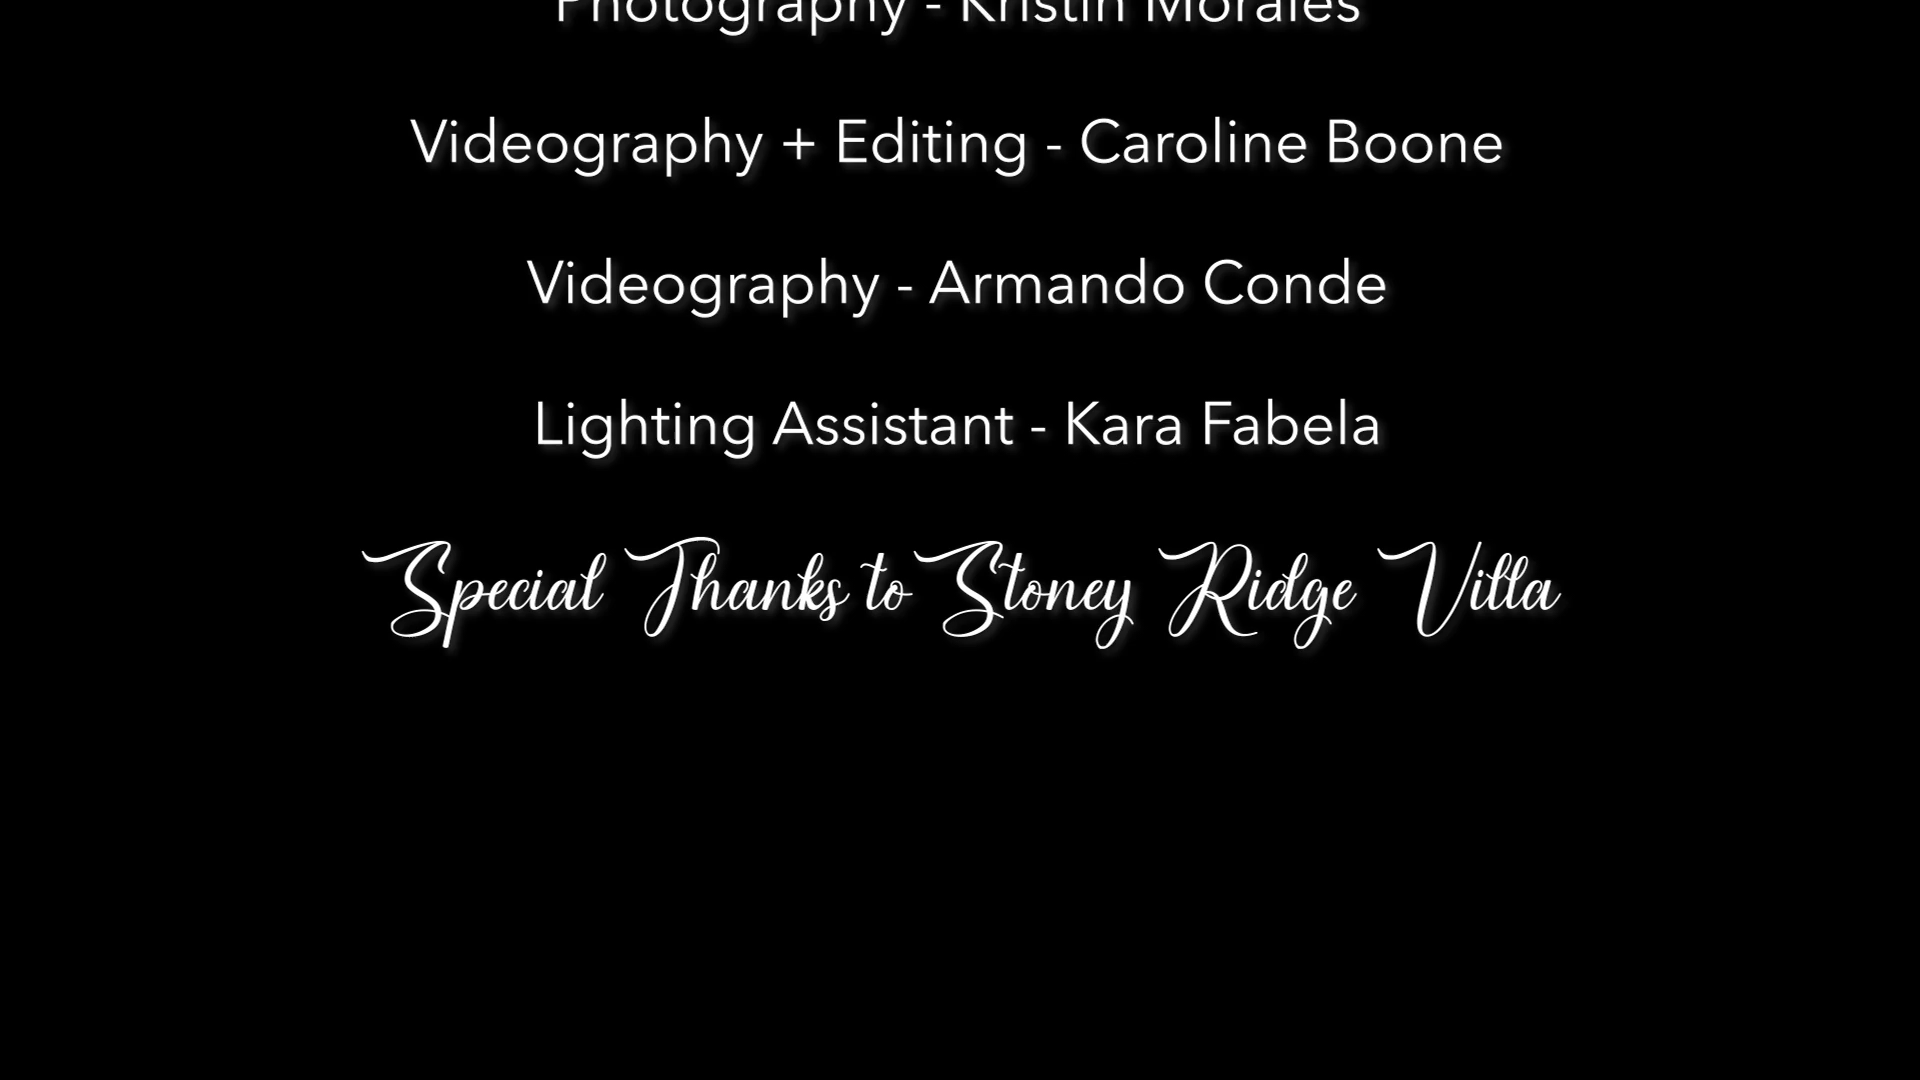 Photography - Kristin Morales
Videography + Editing - Caroline Boone
Videography - Armando Conde
Lighting Assistant - Kara Fabela
Special Thanks to Stoney Ridge Villa